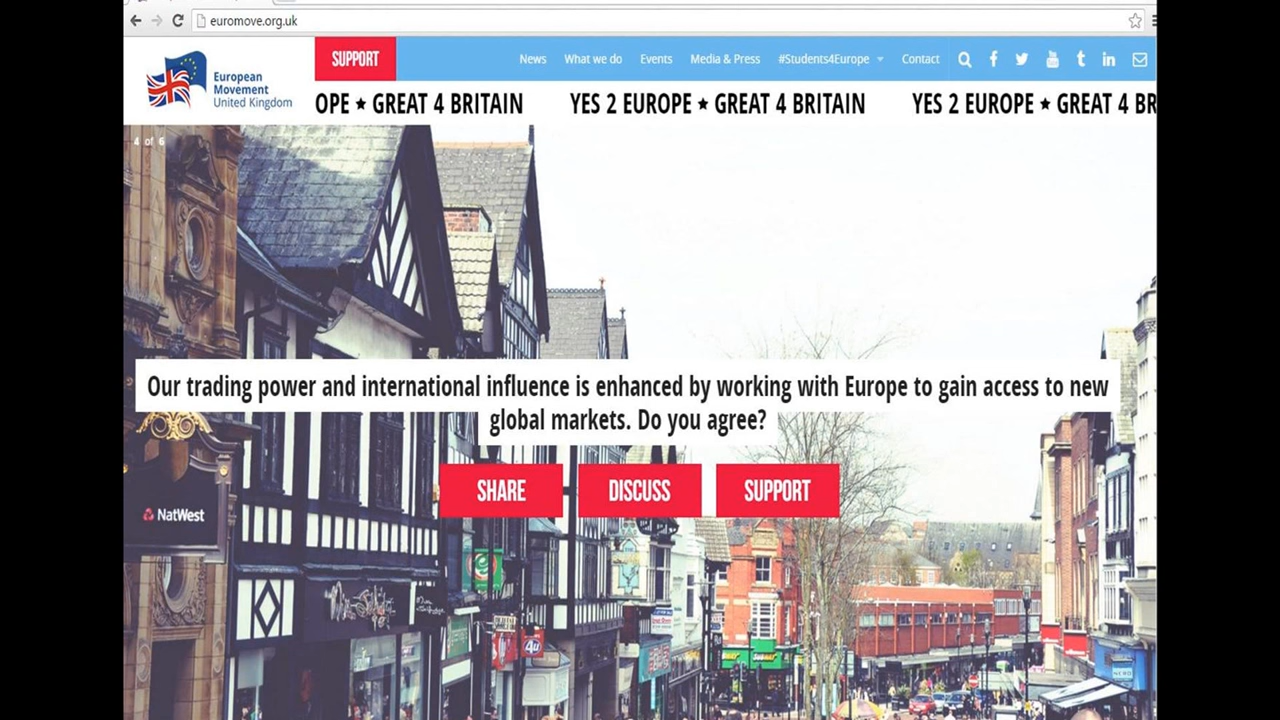 euromove.org.uk
SUPPORT
News What we do Events Media & Press #Students4Europe Contact
European
Movement
United Kingdom
OPE ★ GREAT 4 BRITAIN YES 2 EUROPE ★ GREAT 4 BRITAIN YES 2 EUROPE ★ GREAT 4 BR
4 of 6
Our trading power and international influence is enhanced by working with Europe to gain access to new
global markets. Do you agree?
SHARE DISCUSS SUPPORT
NatWest
4u
SUBWAY